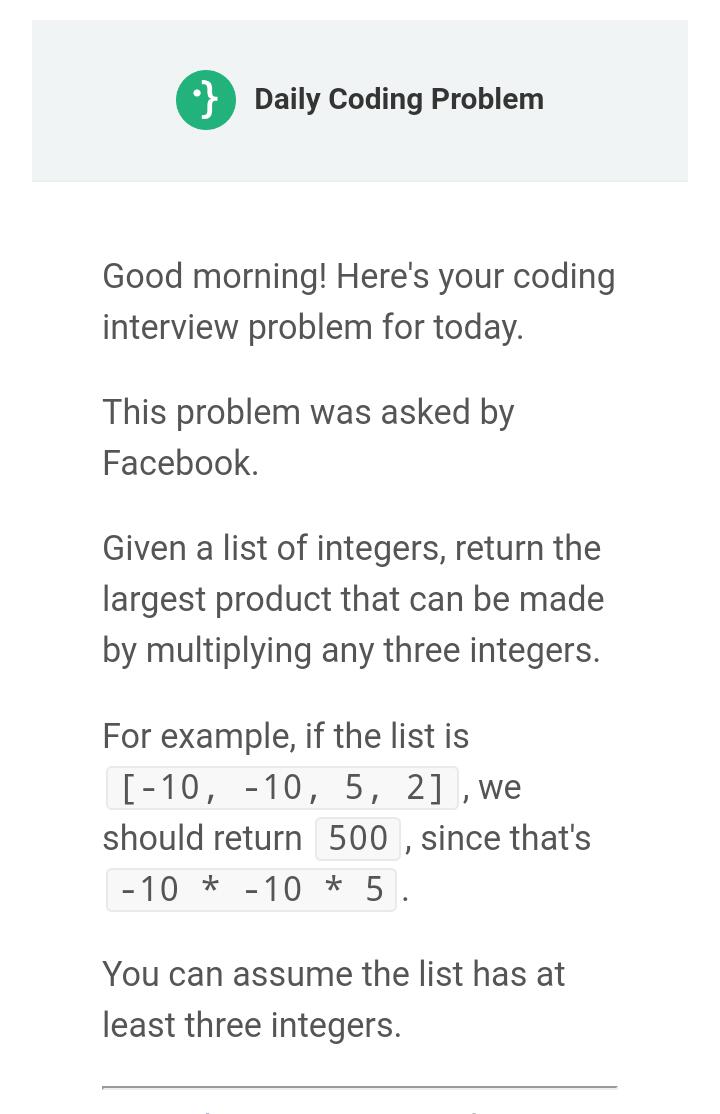 Daily Coding Problem
Good morning! Here's your coding
interview problem for today.
This problem was asked by
Facebook.
Given a list of integers, return the
largest product that can be made
by multiplying any three integers.
For example, if the list is
[-10, -10, 5, 2], we
should return 500, since that's
-10 * -10 * 5.
You can assume the list has at
least three integers.